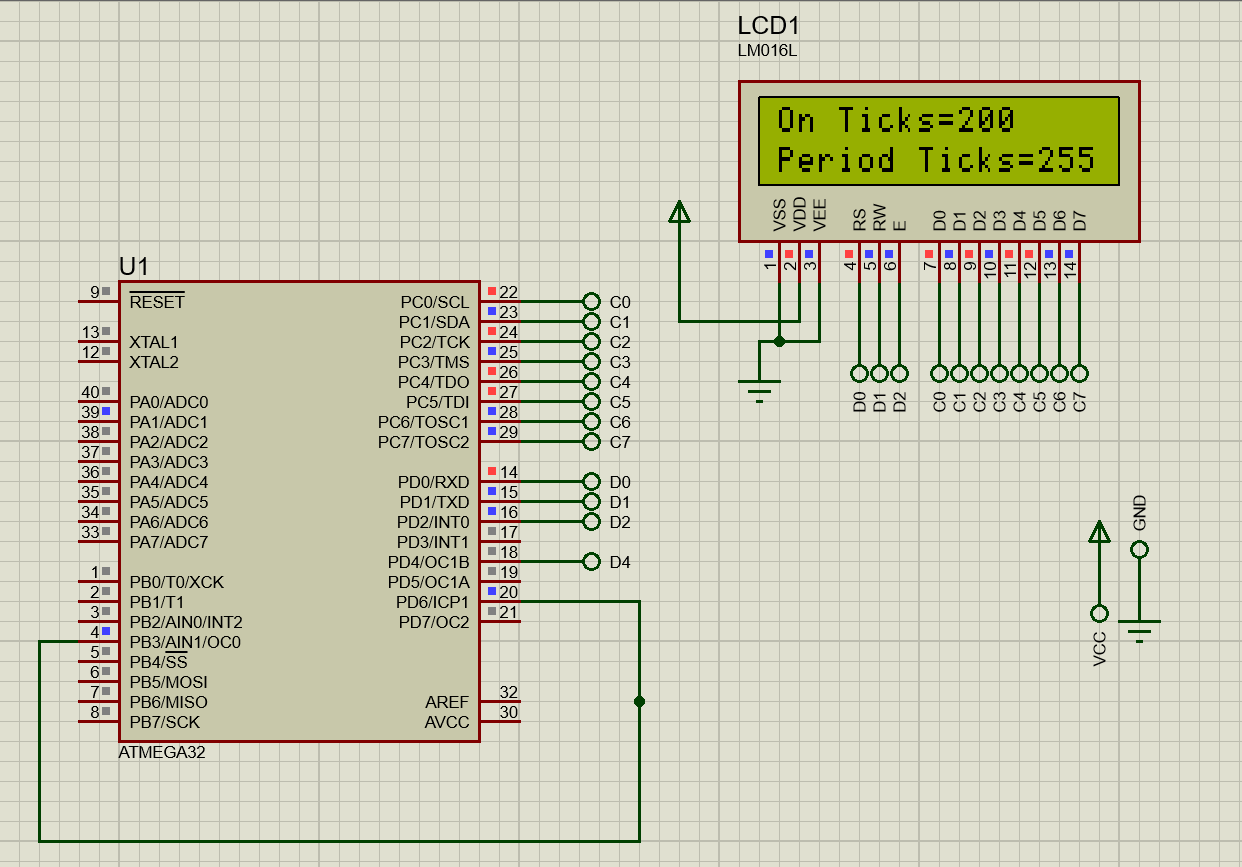 LCD1
LM016L
On Ticks=200
Period Ticks=255
VSS VDD VEE RS RW E D0 D1 D2 D3 D4 D5 D6 D7
1 2 3 4 5 6 7 8 9 10 11 12 13 14
D0 D1 D2 C0 C1 C2 C3 C4 C5 C6 C7
U1
9 RESET PC0/SCL 22 C0
PC1/SDA 23 C1
13 XTAL1 PC2/TCK 24 C2
12 XTAL2 PC3/TMS 25 C3
PC4/TDO 26 C4
40 PA0/ADC0 PC5/TDI 27 C5
39 PA1/ADC1 PC6/TOSC1 28 C6
38 PA2/ADC2 PC7/TOSC2 29 C7
37 PA3/ADC3
36 PA4/ADC4 PD0/RXD 14 D0
35 PA5/ADC5 PD1/TXD 15 D1
34 PA6/ADC6 PD2/INT0 16 D2
33 PA7/ADC7 PD3/INT1 17
PD4/OC1B 18 D4
1 PB0/T0/XCK PD5/OC1A 19
2 PB1/T1 PD6/ICP1 20
3 PB2/AIN0/INT2 PD7/OC2 21
4 PB3/AIN1/OC0
5 PB4/SS
6 PB5/MOSI
7 PB6/MISO AREF 32
8 PB7/SCK AVCC 30
ATMEGA32
GND
VCC